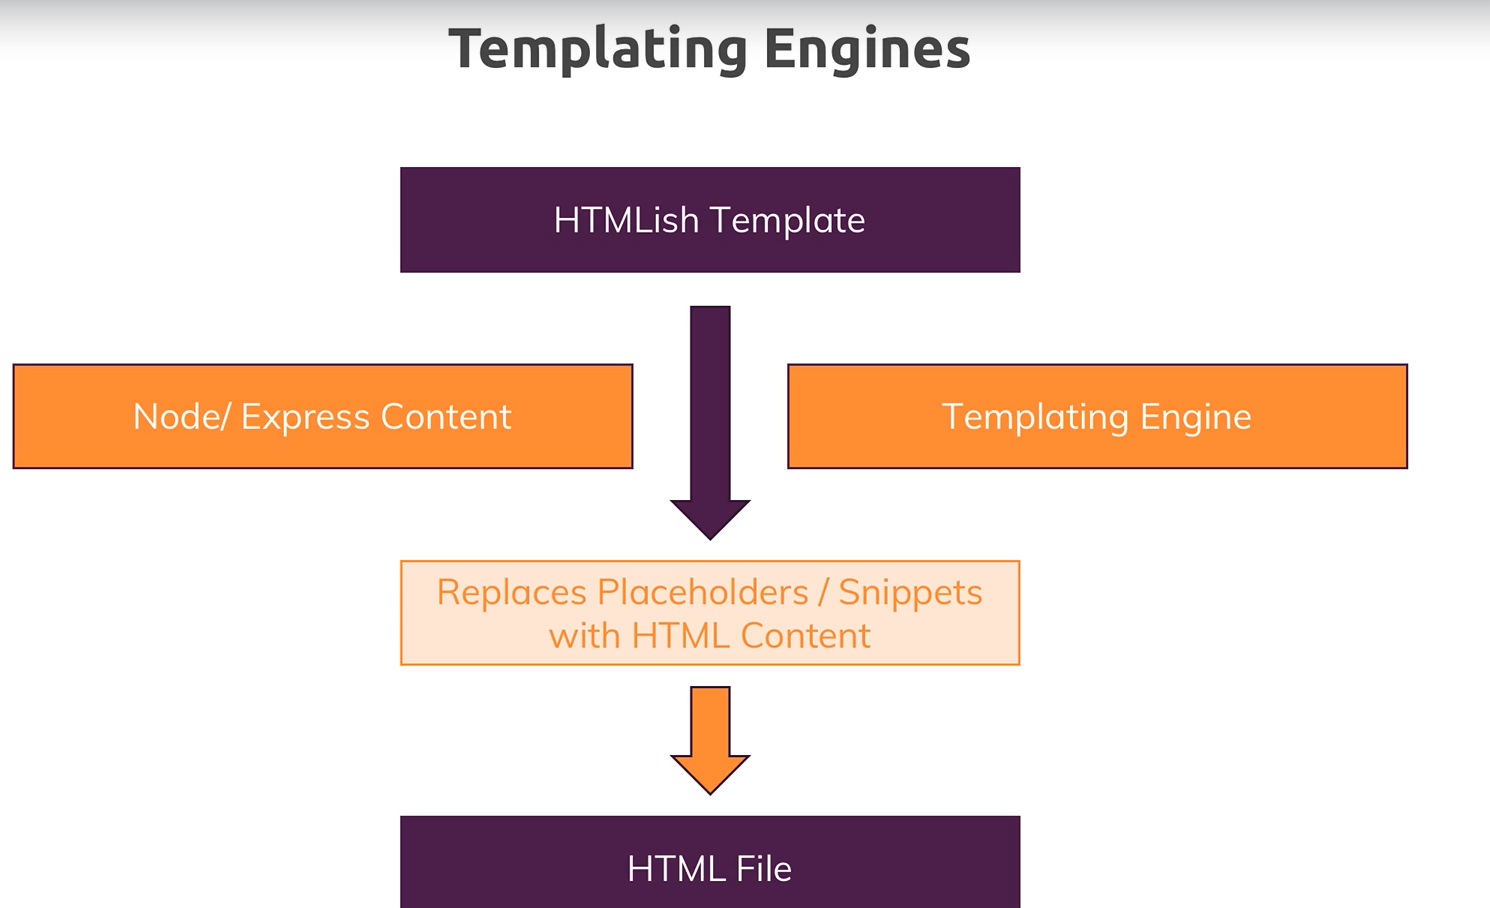 Templating Engines
HTMLish Template
Node/ Express Content
Templating Engine
Replaces Placeholders / Snippets
with HTML Content
HTML File